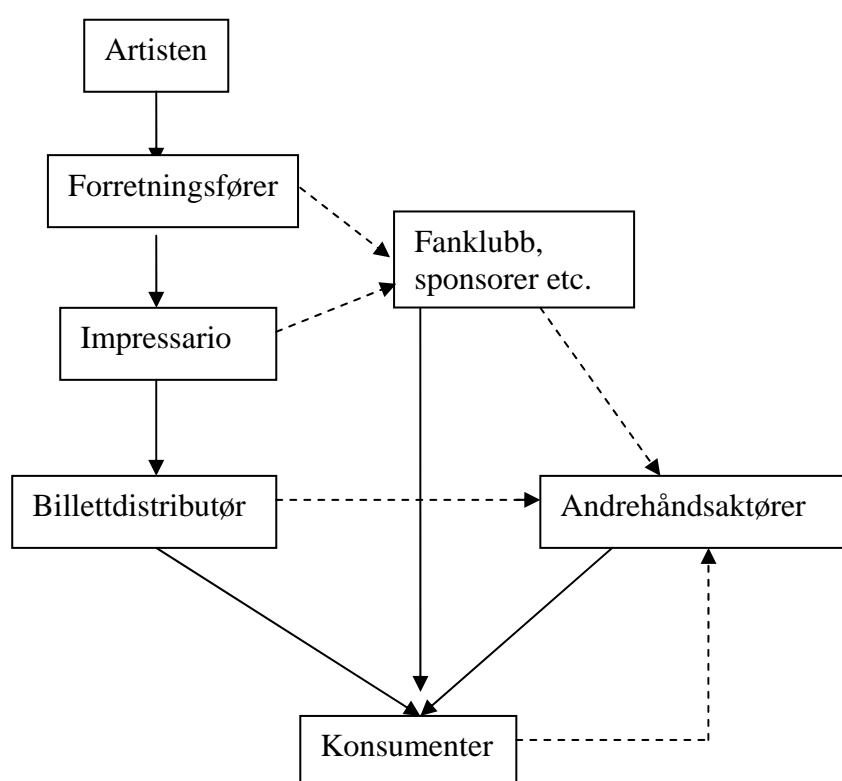 Artisten
Forretningsfører
Fanklubb,
sponsorer etc.
Impressario
Billettdistributør
Andrehåndsaktører
Konsumenter